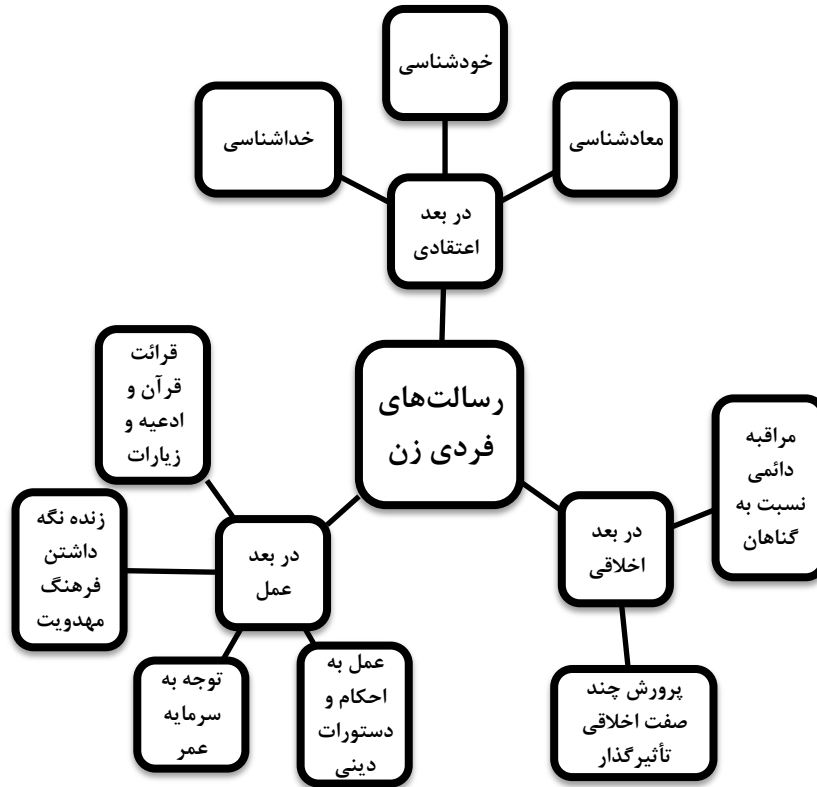 خودشناسی
معادشناسی
خداشناسی
در بعد
اعتقادی
رسالت‌های
فردی زن
مراقبه
دائمی
نسبت به
گناهان
در بعد
اخلاقی
پرورش چند
صفت اخلاقی
تأثیرگذار
در بعد
عمل
قرائت
قرآن و
ادعیه و
زیارات
زنده نگه
داشتن
فرهنگ
مهدویت
توجه به
سرمایه
عمر
عمل به
احکام و
دستورات
دینی